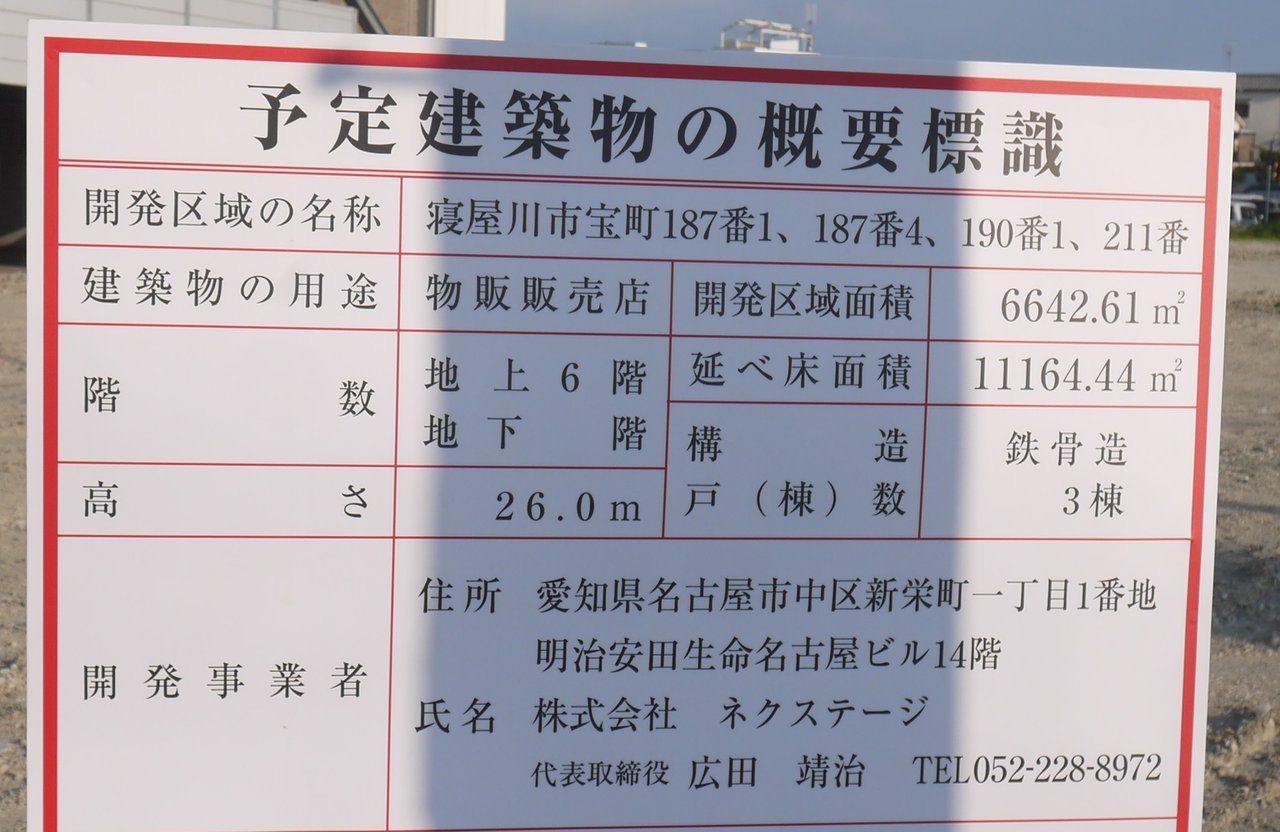 予定建築物の概要標識
開発区域の名称 寝屋川市宝町187番1、187番4、190番1、211番
建築物の用途 物販販売店 開発区域面積 6642.61㎡
階数 地上6階 延べ床面積 11164.44㎡
地下 階 構造 鉄骨造
高さ 26.0m 戸(棟)数 3棟
開発事業者 住所 愛知県名古屋市中区新栄町一丁目1番地
明治安田生命名古屋ビル14階
氏名 株式会社 ネクステージ
代表取締役 広田 靖治 TEL052-228-8972